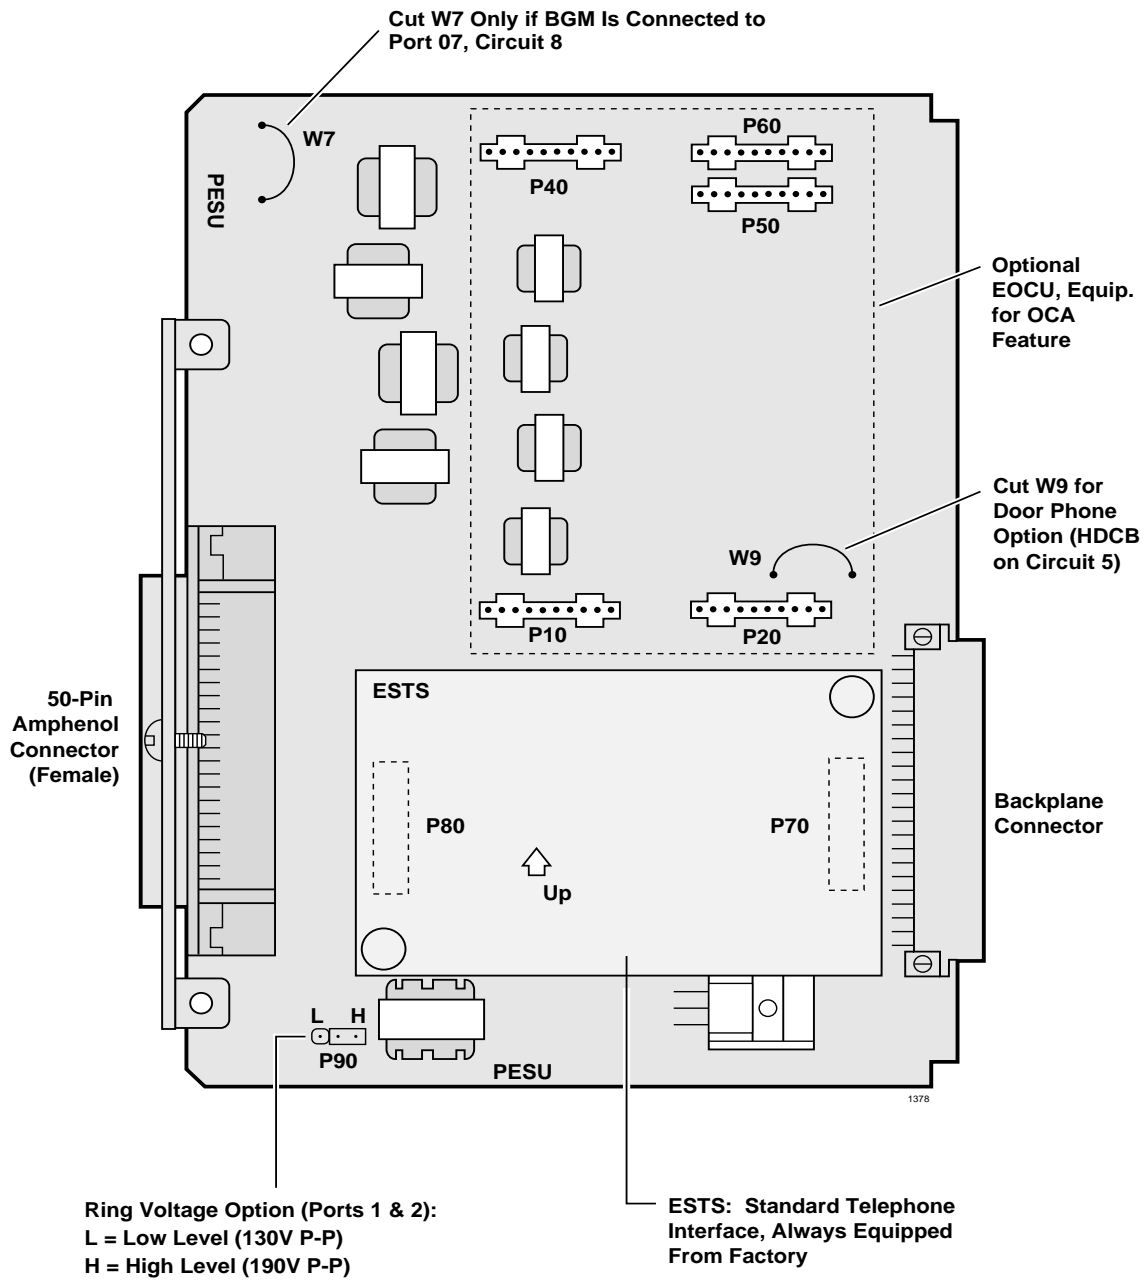 Cut W7 Only if BGM Is Connected to
Port 07, Circuit 8
W7
PESU
P40
P60
P50
Optional
EOCU, Equip.
for OCA
Feature
Cut W9 for
Door Phone
Option (HDCB
on Circuit 5)
W9
P10
P20
50-Pin
Amphenol
Connector
(Female)
ESTS
P80
P70
Up
Backplane
Connector
L H
P90
PESU
1378
Ring Voltage Option (Ports 1 & 2):
L = Low Level (130V P-P)
H = High Level (190V P-P)
ESTS: Standard Telephone
Interface, Always Equipped
From Factory